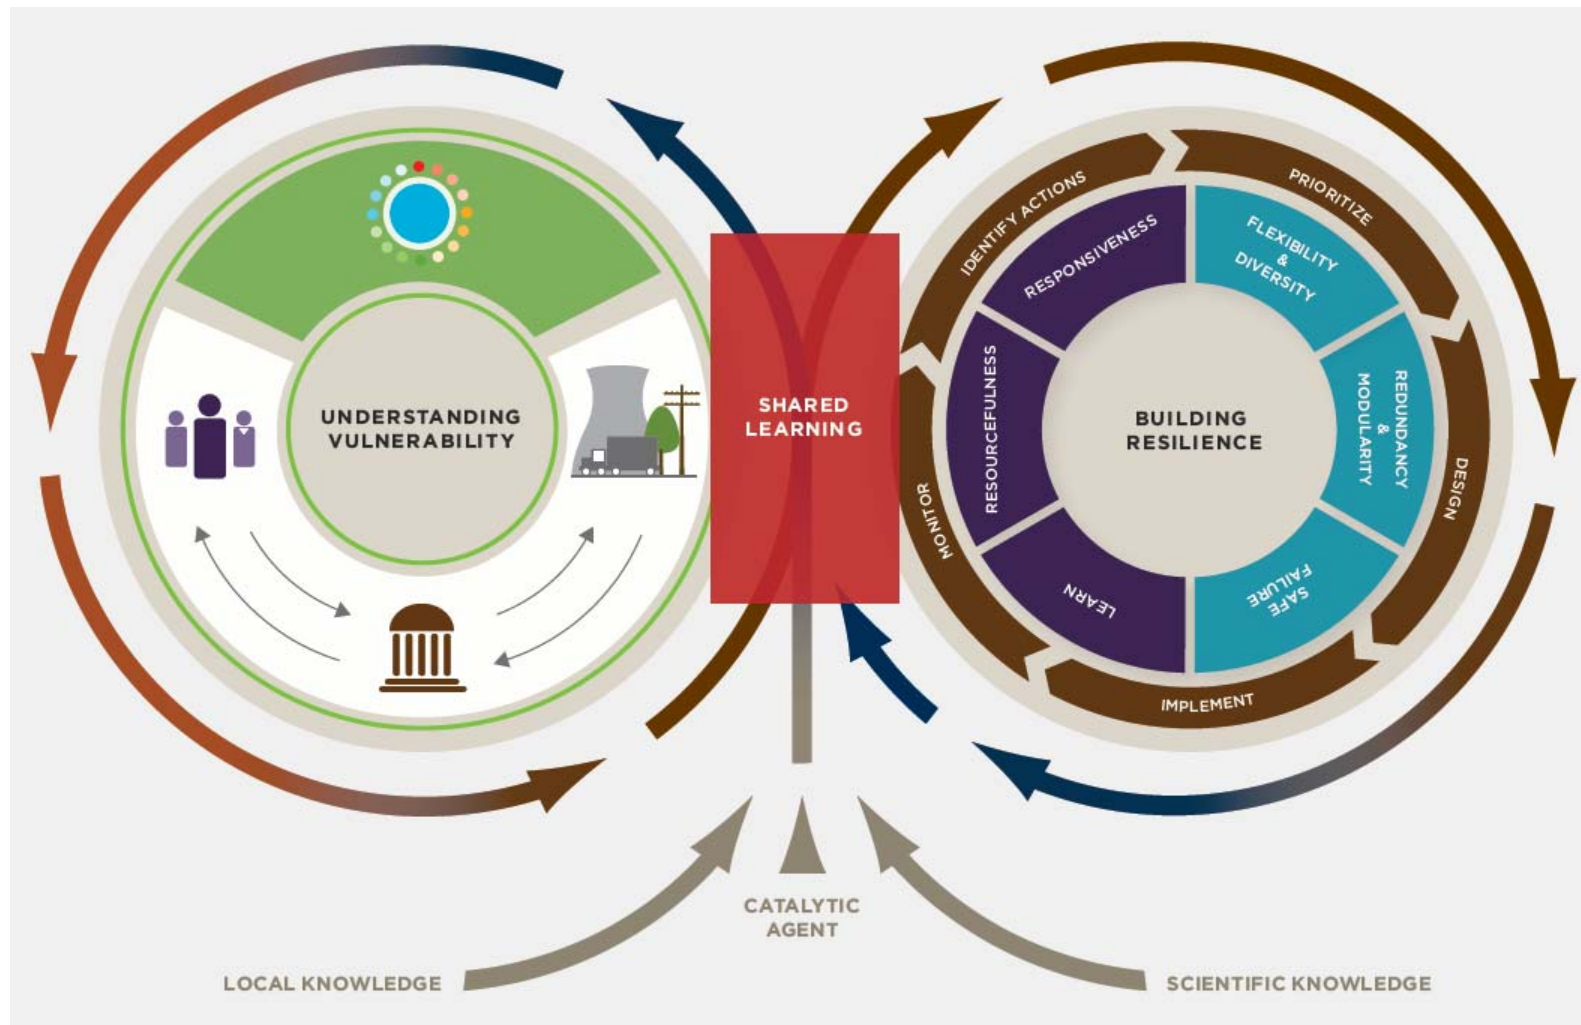 UNDERSTANDING
VULNERABILITY
SHARED
LEARNING
BUILDING
RESILIENCE
IDENTIFY ACTIONS
PRIORITIZE
DESIGN
IMPLEMENT
MONITOR
RESPONSIVENESS
FLEXIBILITY
&
DIVERSITY
REDUNDANCY
&
MODULARITY
SAFE
FAILURE
LEARN
RESOURCEFULNESS
CATALYTIC
AGENT
LOCAL KNOWLEDGE
SCIENTIFIC KNOWLEDGE